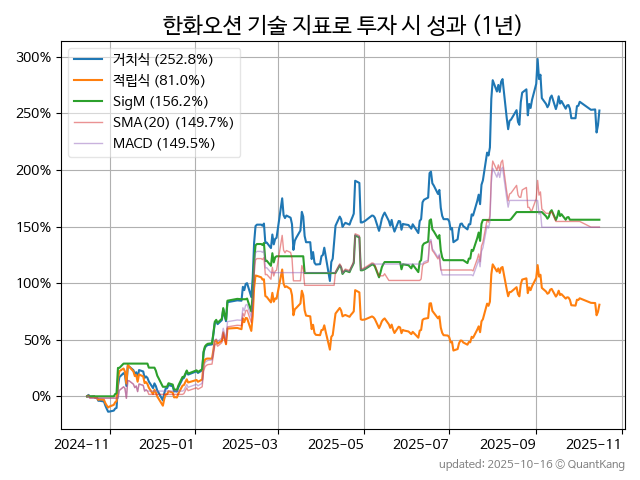 한화오션 기술 지표로 투자 시 성과 (1년)
거치식 (252.8%)
적립식 (81.0%)
SigM (156.2%)
SMA(20) (149.7%)
MACD (149.5%)
300%
250%
200%
150%
100%
50%
0%
2024-11 2025-01 2025-03 2025-05 2025-07 2025-09 2025-11
updated: 2025-10-16 © QuantKang